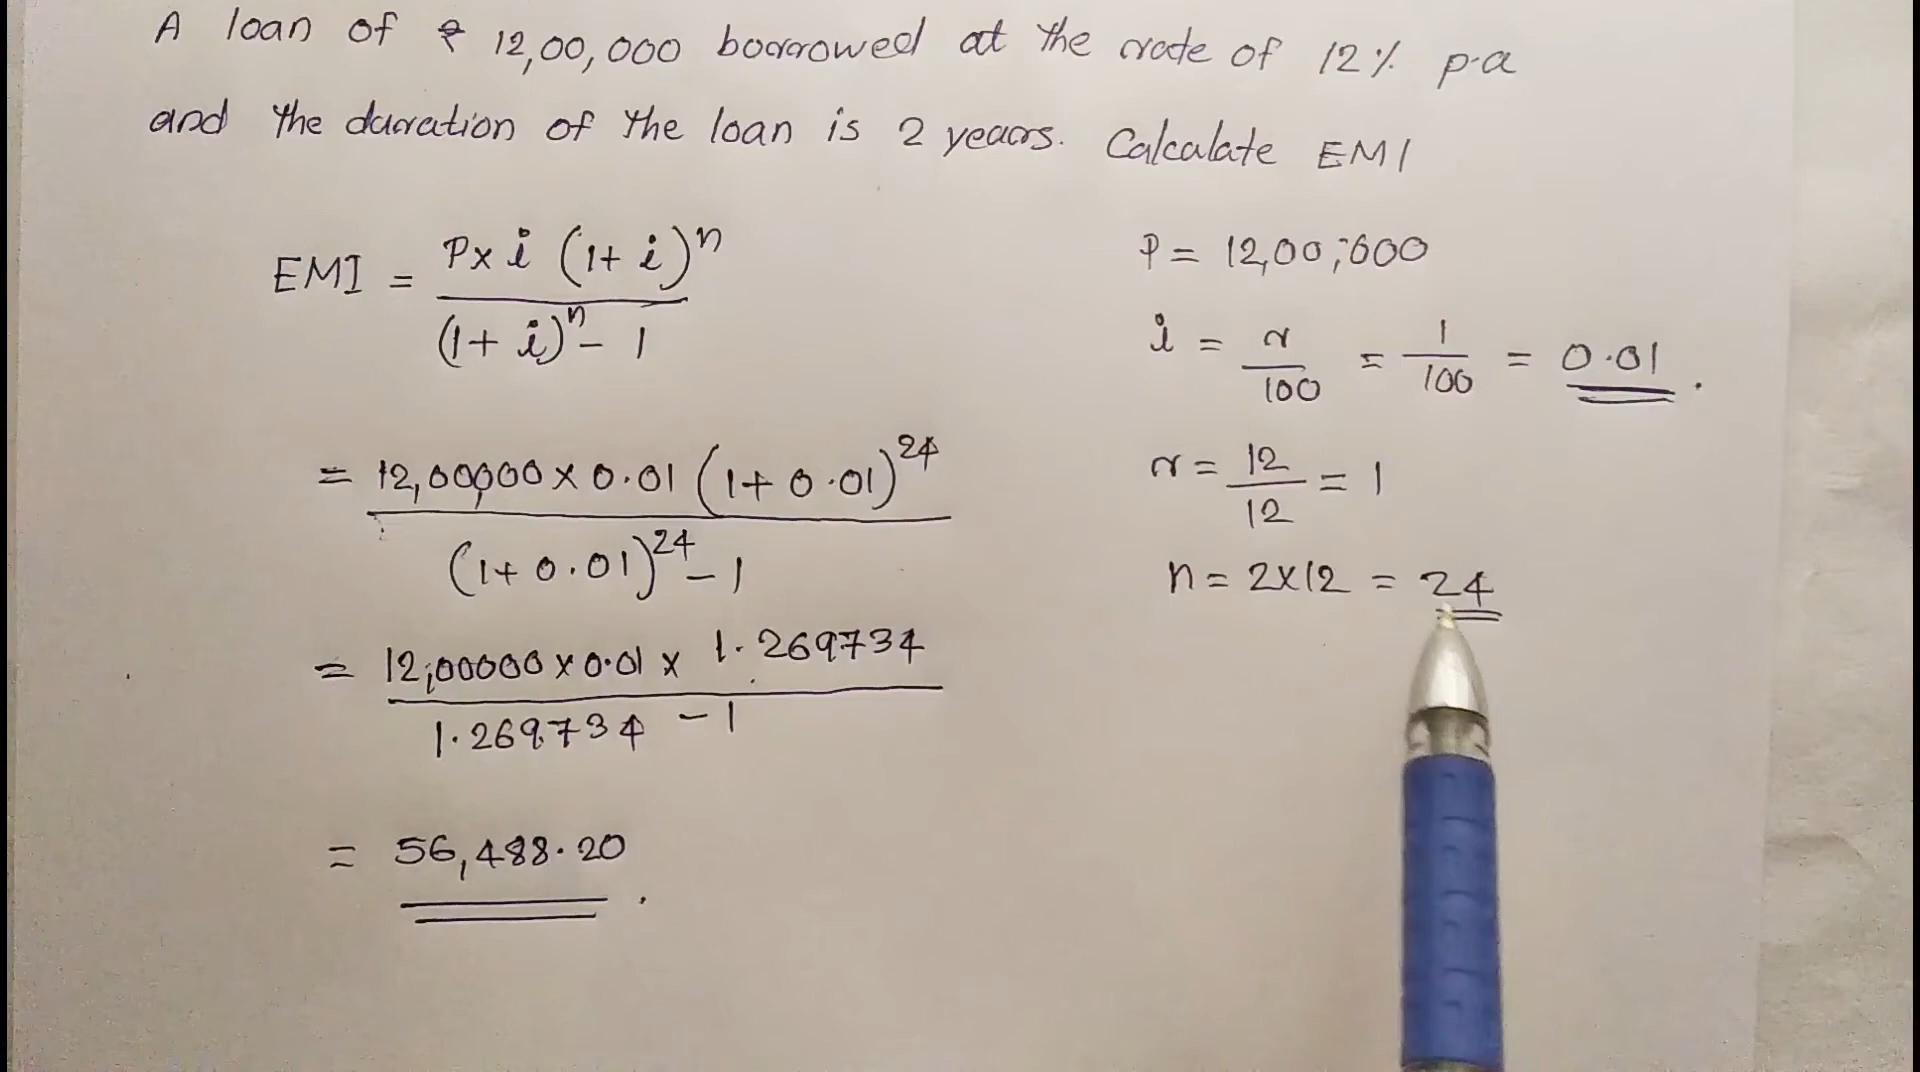 A loan of ₹ 12,00,000 borrowed at the rate of 12% p.a
and the duration of the loan is 2 years. Calculate EMI
EMI = P x i (1 + i)^n / (1 + i)^n - 1
= 12,00,000 x 0.01 (1 + 0.01)^24 / (1 + 0.01)^24 - 1
= 12,00000 x 0.01 x 1.269734 / 1.269734 - 1
= 56,488.20
P = 12,00,000
i = r / 100 = 1 / 100 = 0.01.
r = 12 / 12 = 1
n = 2x12 = 24